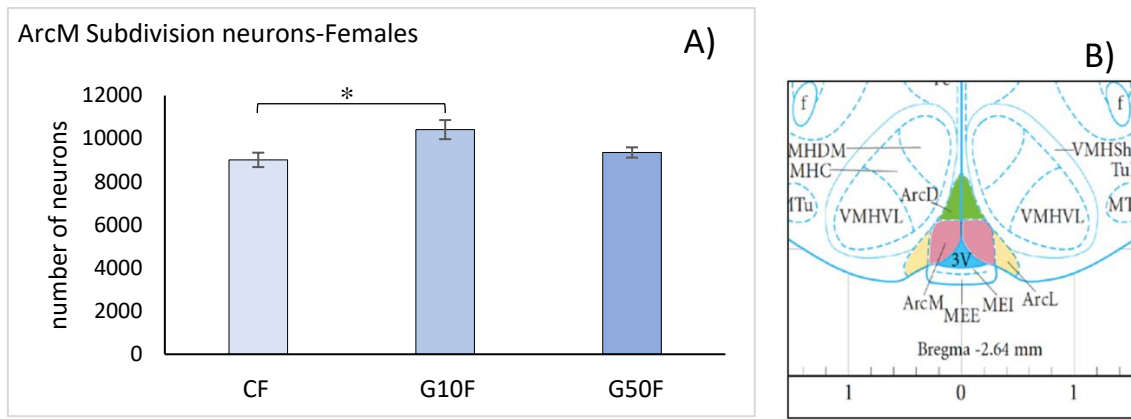 ArcM Subdivision neurons-Females
A)
number of neurons
12000
10000
8000
6000
4000
2000
0
*
CF G10F G50F
B)
f f
MHDM VMHSh
MHC Tu
ArcD
MTu MT
VMHVL VMHVL
3V
ArcM MEE MEI ArcL
Bregma -2.64 mm
1 0 1